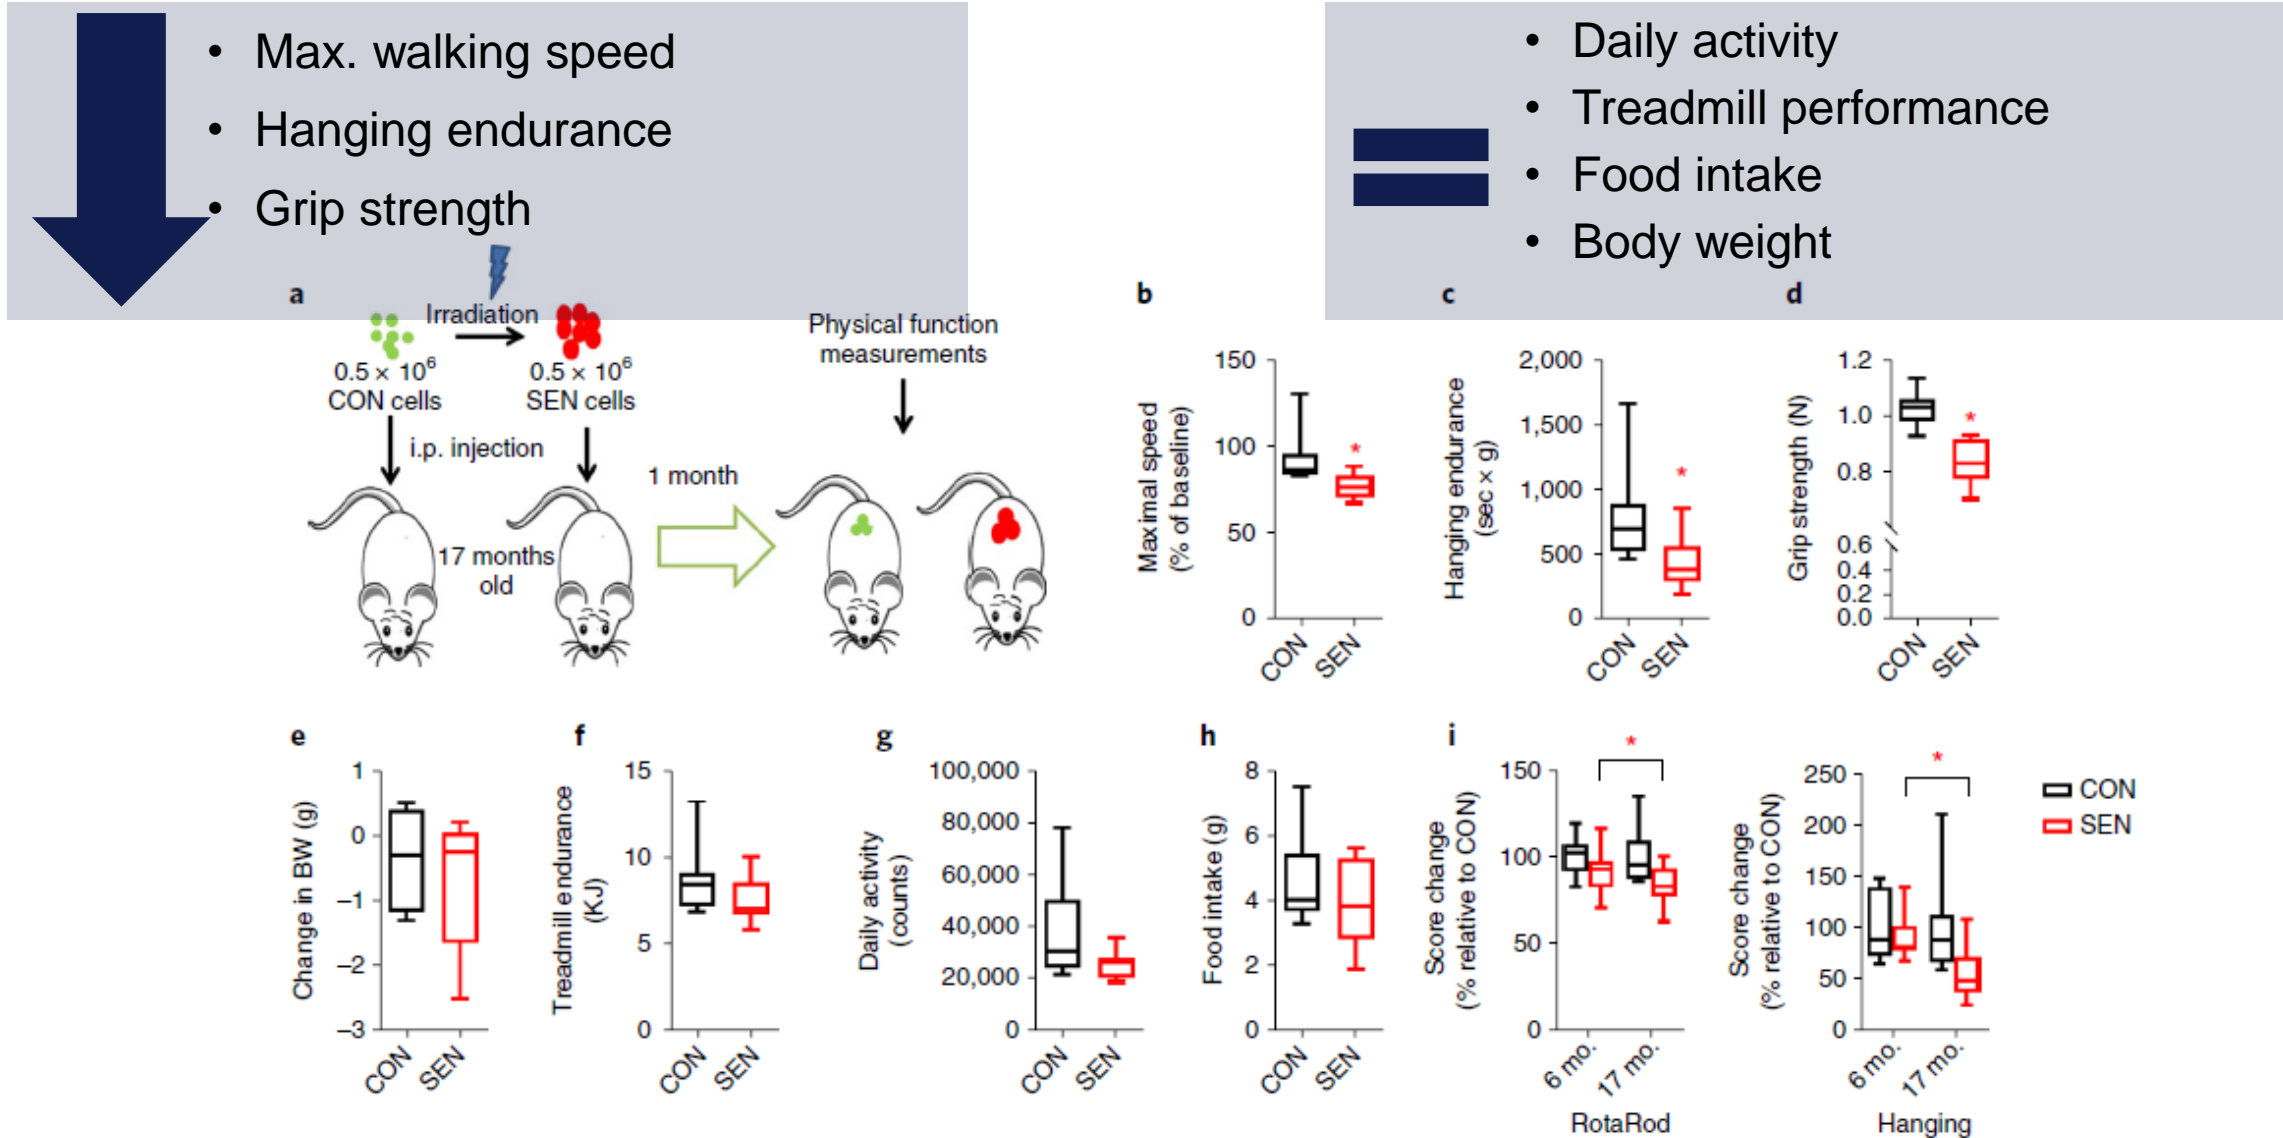 • Max. walking speed
• Hanging endurance
• Grip strength
• Daily activity
• Treadmill performance
• Food intake
• Body weight
a
Irradiation
0.5 × 10⁶
CON cells
0.5 × 10⁶
SEN cells
i.p. injection
17 months
old
1 month
Physical function
measurements
b
Maximal speed
(% of baseline)
150
100
50
0
*
CON
SEN
c
Hanging endurance
(sec × g)
2,000
1,500
1,000
500
0
*
CON
SEN
d
Grip strength (N)
1.2
1.0
0.8
0.6
0.4
0.2
0.0
*
CON
SEN
e
Change in BW (g)
1
0
–1
–2
–3
CON
SEN
f
Treadmill endurance
(KJ)
15
10
5
0
CON
SEN
g
Daily activity
(counts)
100,000
80,000
60,000
40,000
20,000
0
CON
SEN
h
Food intake (g)
8
6
4
2
0
CON
SEN
i
Score change
(% relative to CON)
150
100
50
0
*
6 mo.
17 mo.
RotaRod
Score change
(% relative to CON)
250
200
150
100
50
0
*
6 mo.
17 mo.
Hanging
CON
SEN